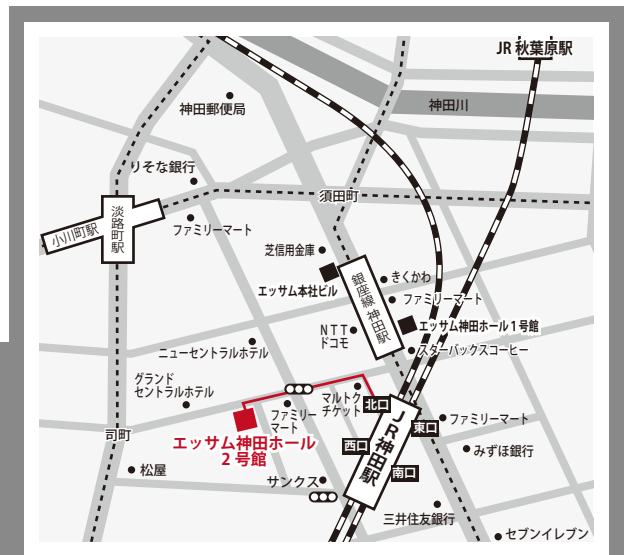 JR 秋葉原駅
神田郵便局
神田川
りそな銀行
須田町
淡路町駅
小川町駅
ファミリーマート
芝信用金庫
きくかわ
エッサム本社ビル
銀座線 神田駅
ファミリーマート
エッサム神田ホール1号館
NTT
ドコモ
スターバックスコーヒー
ニューセントラルホテル
グランド
セントラルホテル
マルトク
チケット
北口
ファミリー
マート
JR神田駅
東口
ファミリーマート
司町
エッサム神田ホール
2 号館
西口
みずほ銀行
南口
松屋
サンクス
三井住友銀行
セブンイレブン